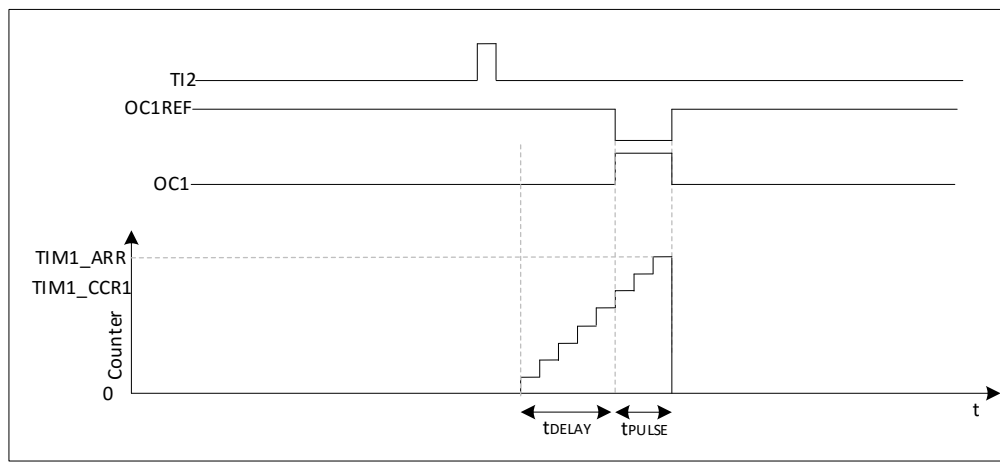 TI2
OC1REF
OC1
TIM1_ARR
TIM1_CCR1
Counter
0
t
tDELAY
tPULSE